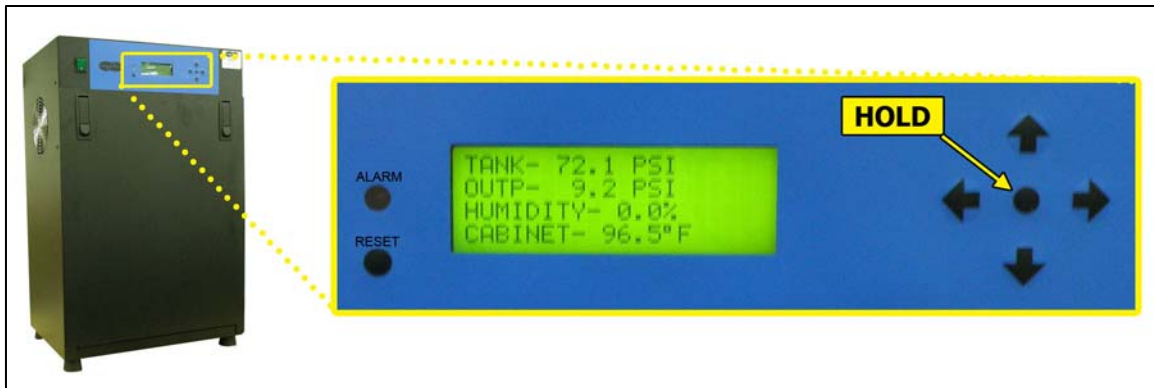 HOLD
ALARM
RESET
TANK- 72.1 PSI
OUTP-  9.2 PSI
HUMIDITY- 0.0%
CABINET- 96.5°F